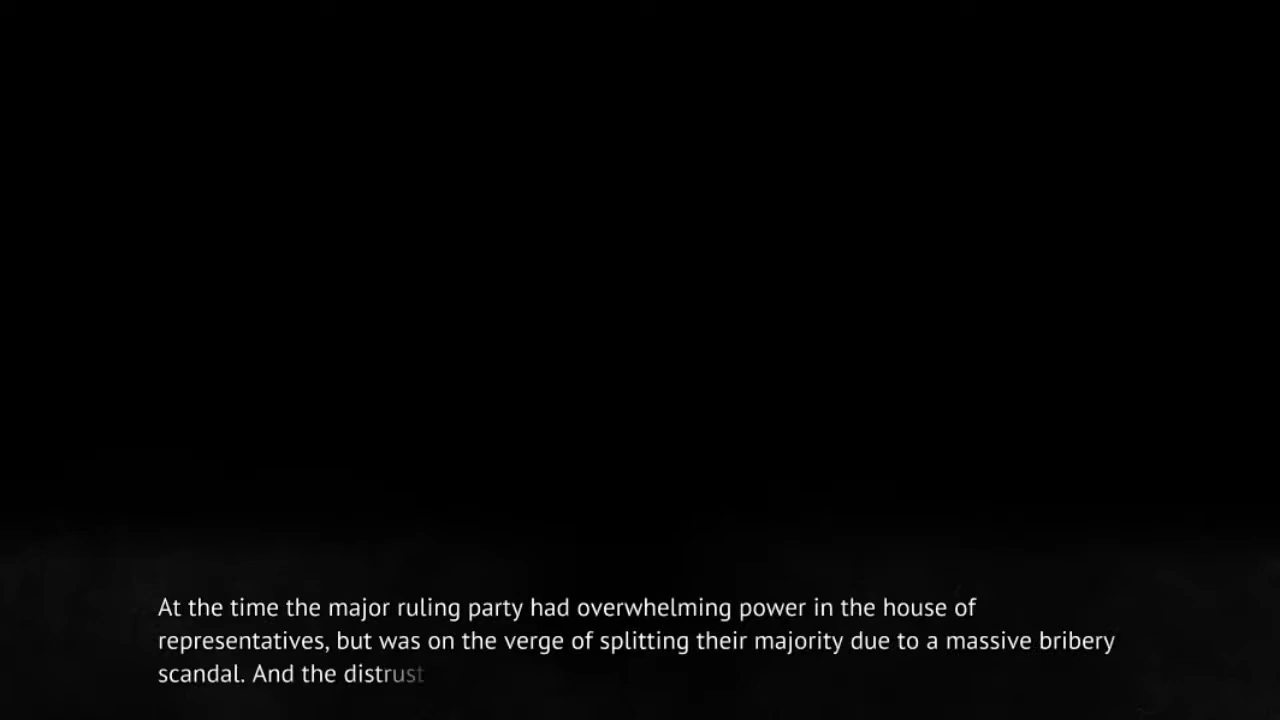 At the time the major ruling party had overwhelming power in the house of
representatives, but was on the verge of splitting their majority due to a massive bribery
scandal. And the distrust